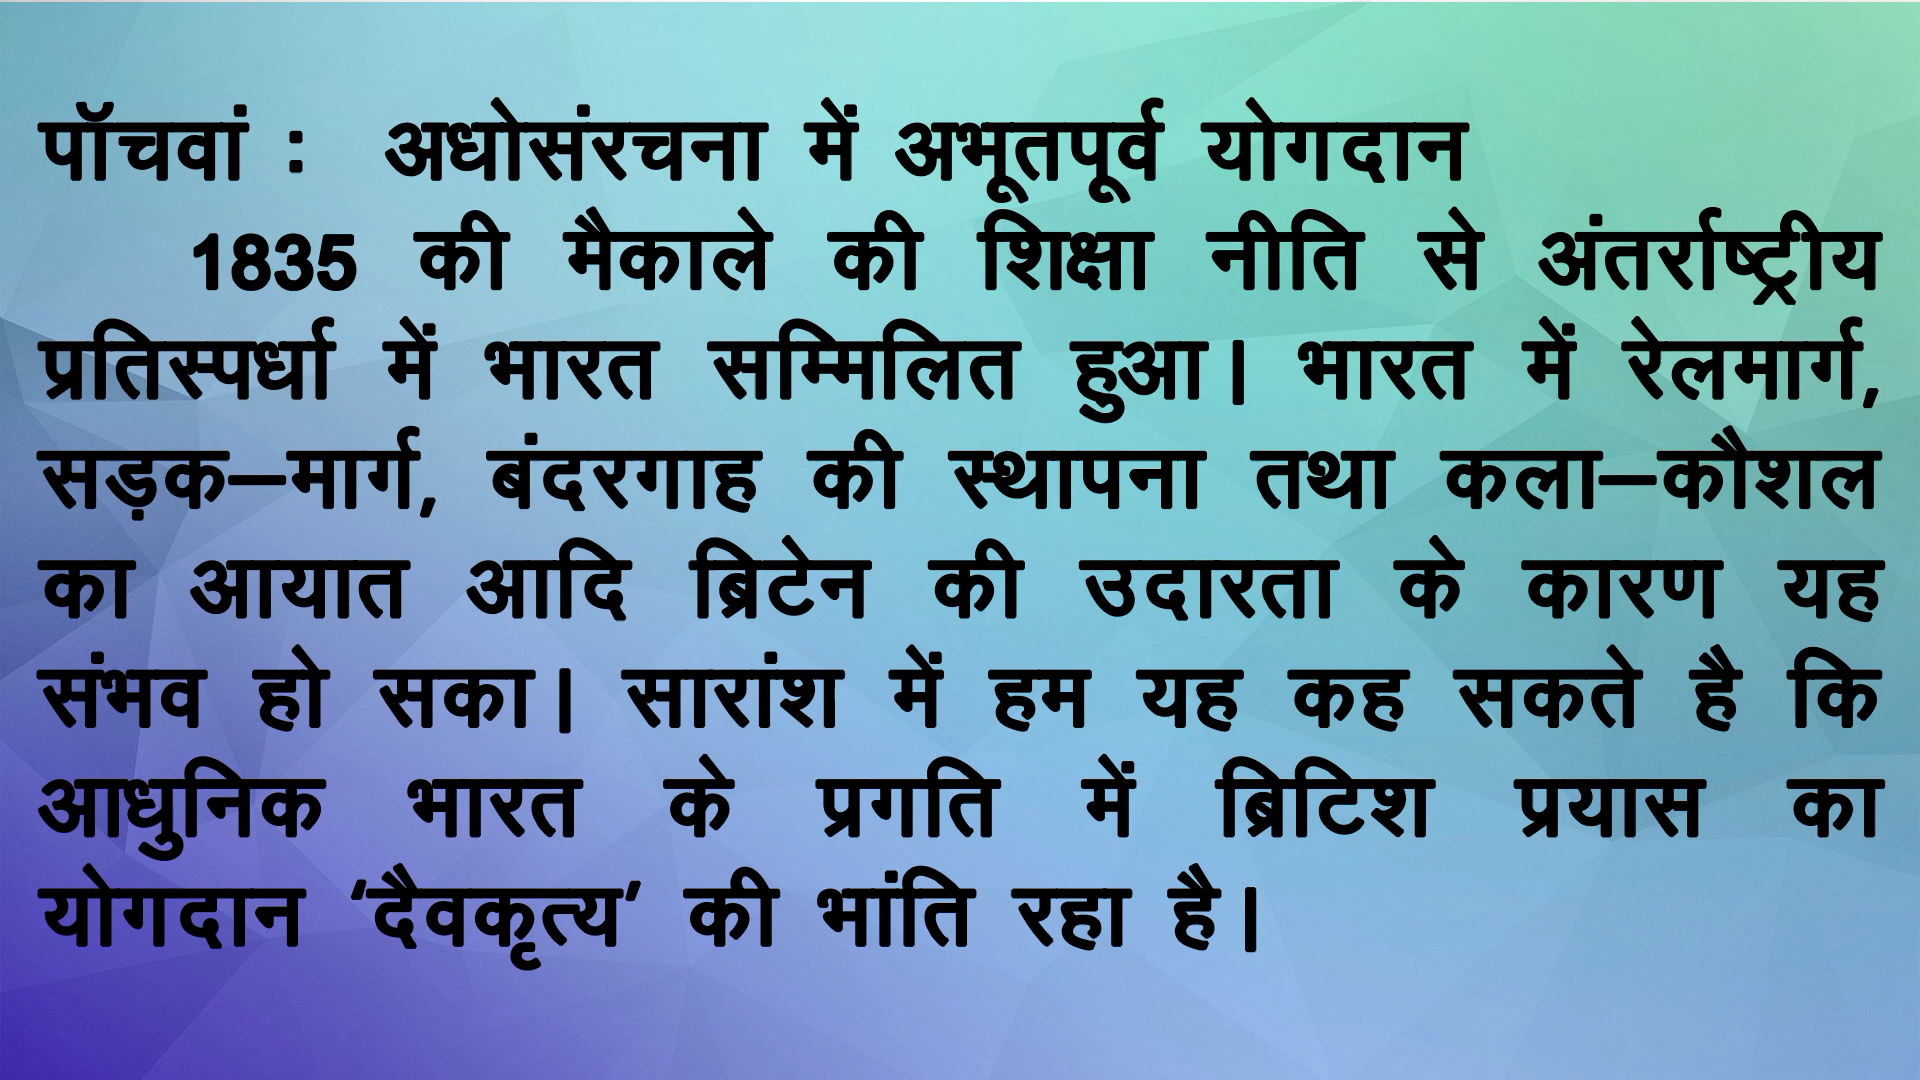 पॉचवां : अधोसंरचना में अभूतपूर्व योगदान
1835 की मैकाले की शिक्षा नीति से अंतर्राष्ट्रीय
प्रतिस्पर्धा में भारत सम्मिलित हुआ। भारत में रेलमार्ग,
सड़क–मार्ग, बंदरगाह की स्थापना तथा कला–कौशल
का आयात आदि ब्रिटेन की उदारता के कारण यह
संभव हो सका। सारांश में हम यह कह सकते है कि
आधुनिक भारत के प्रगति में ब्रिटिश प्रयास का
योगदान ‘दैवकृत्य’ की भांति रहा है।